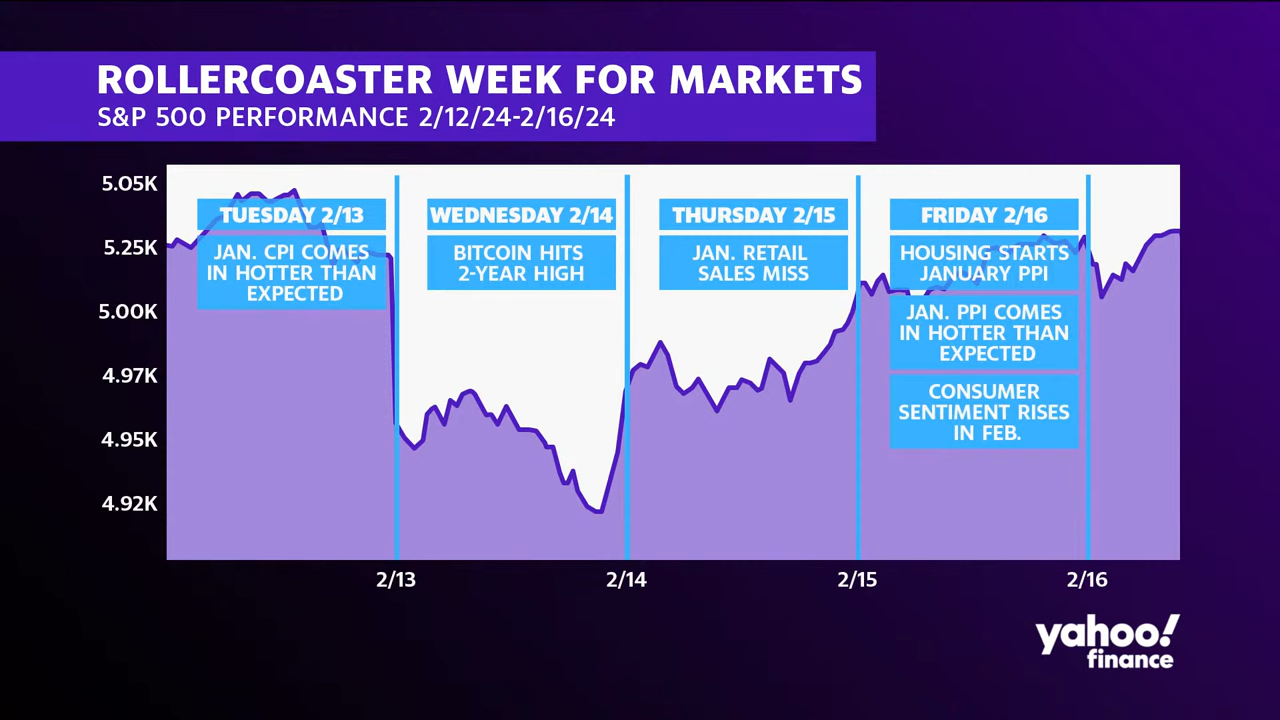 ROLLERCOASTER WEEK FOR MARKETS
S&P 500 PERFORMANCE 2/12/24-2/16/24
5.05K
5.25K
5.00K
4.97K
4.95K
4.92K
TUESDAY 2/13
JAN. CPI COMES
IN HOTTER THAN
EXPECTED
WEDNESDAY 2/14
BITCOIN HITS
2-YEAR HIGH
THURSDAY 2/15
JAN. RETAIL
SALES MISS
FRIDAY 2/16
HOUSING STARTS
JANUARY PPI
JAN. PPI COMES
IN HOTTER THAN
EXPECTED
CONSUMER
SENTIMENT RISES
IN FEB.
2/13
2/14
2/15
2/16
yahoo!
finance